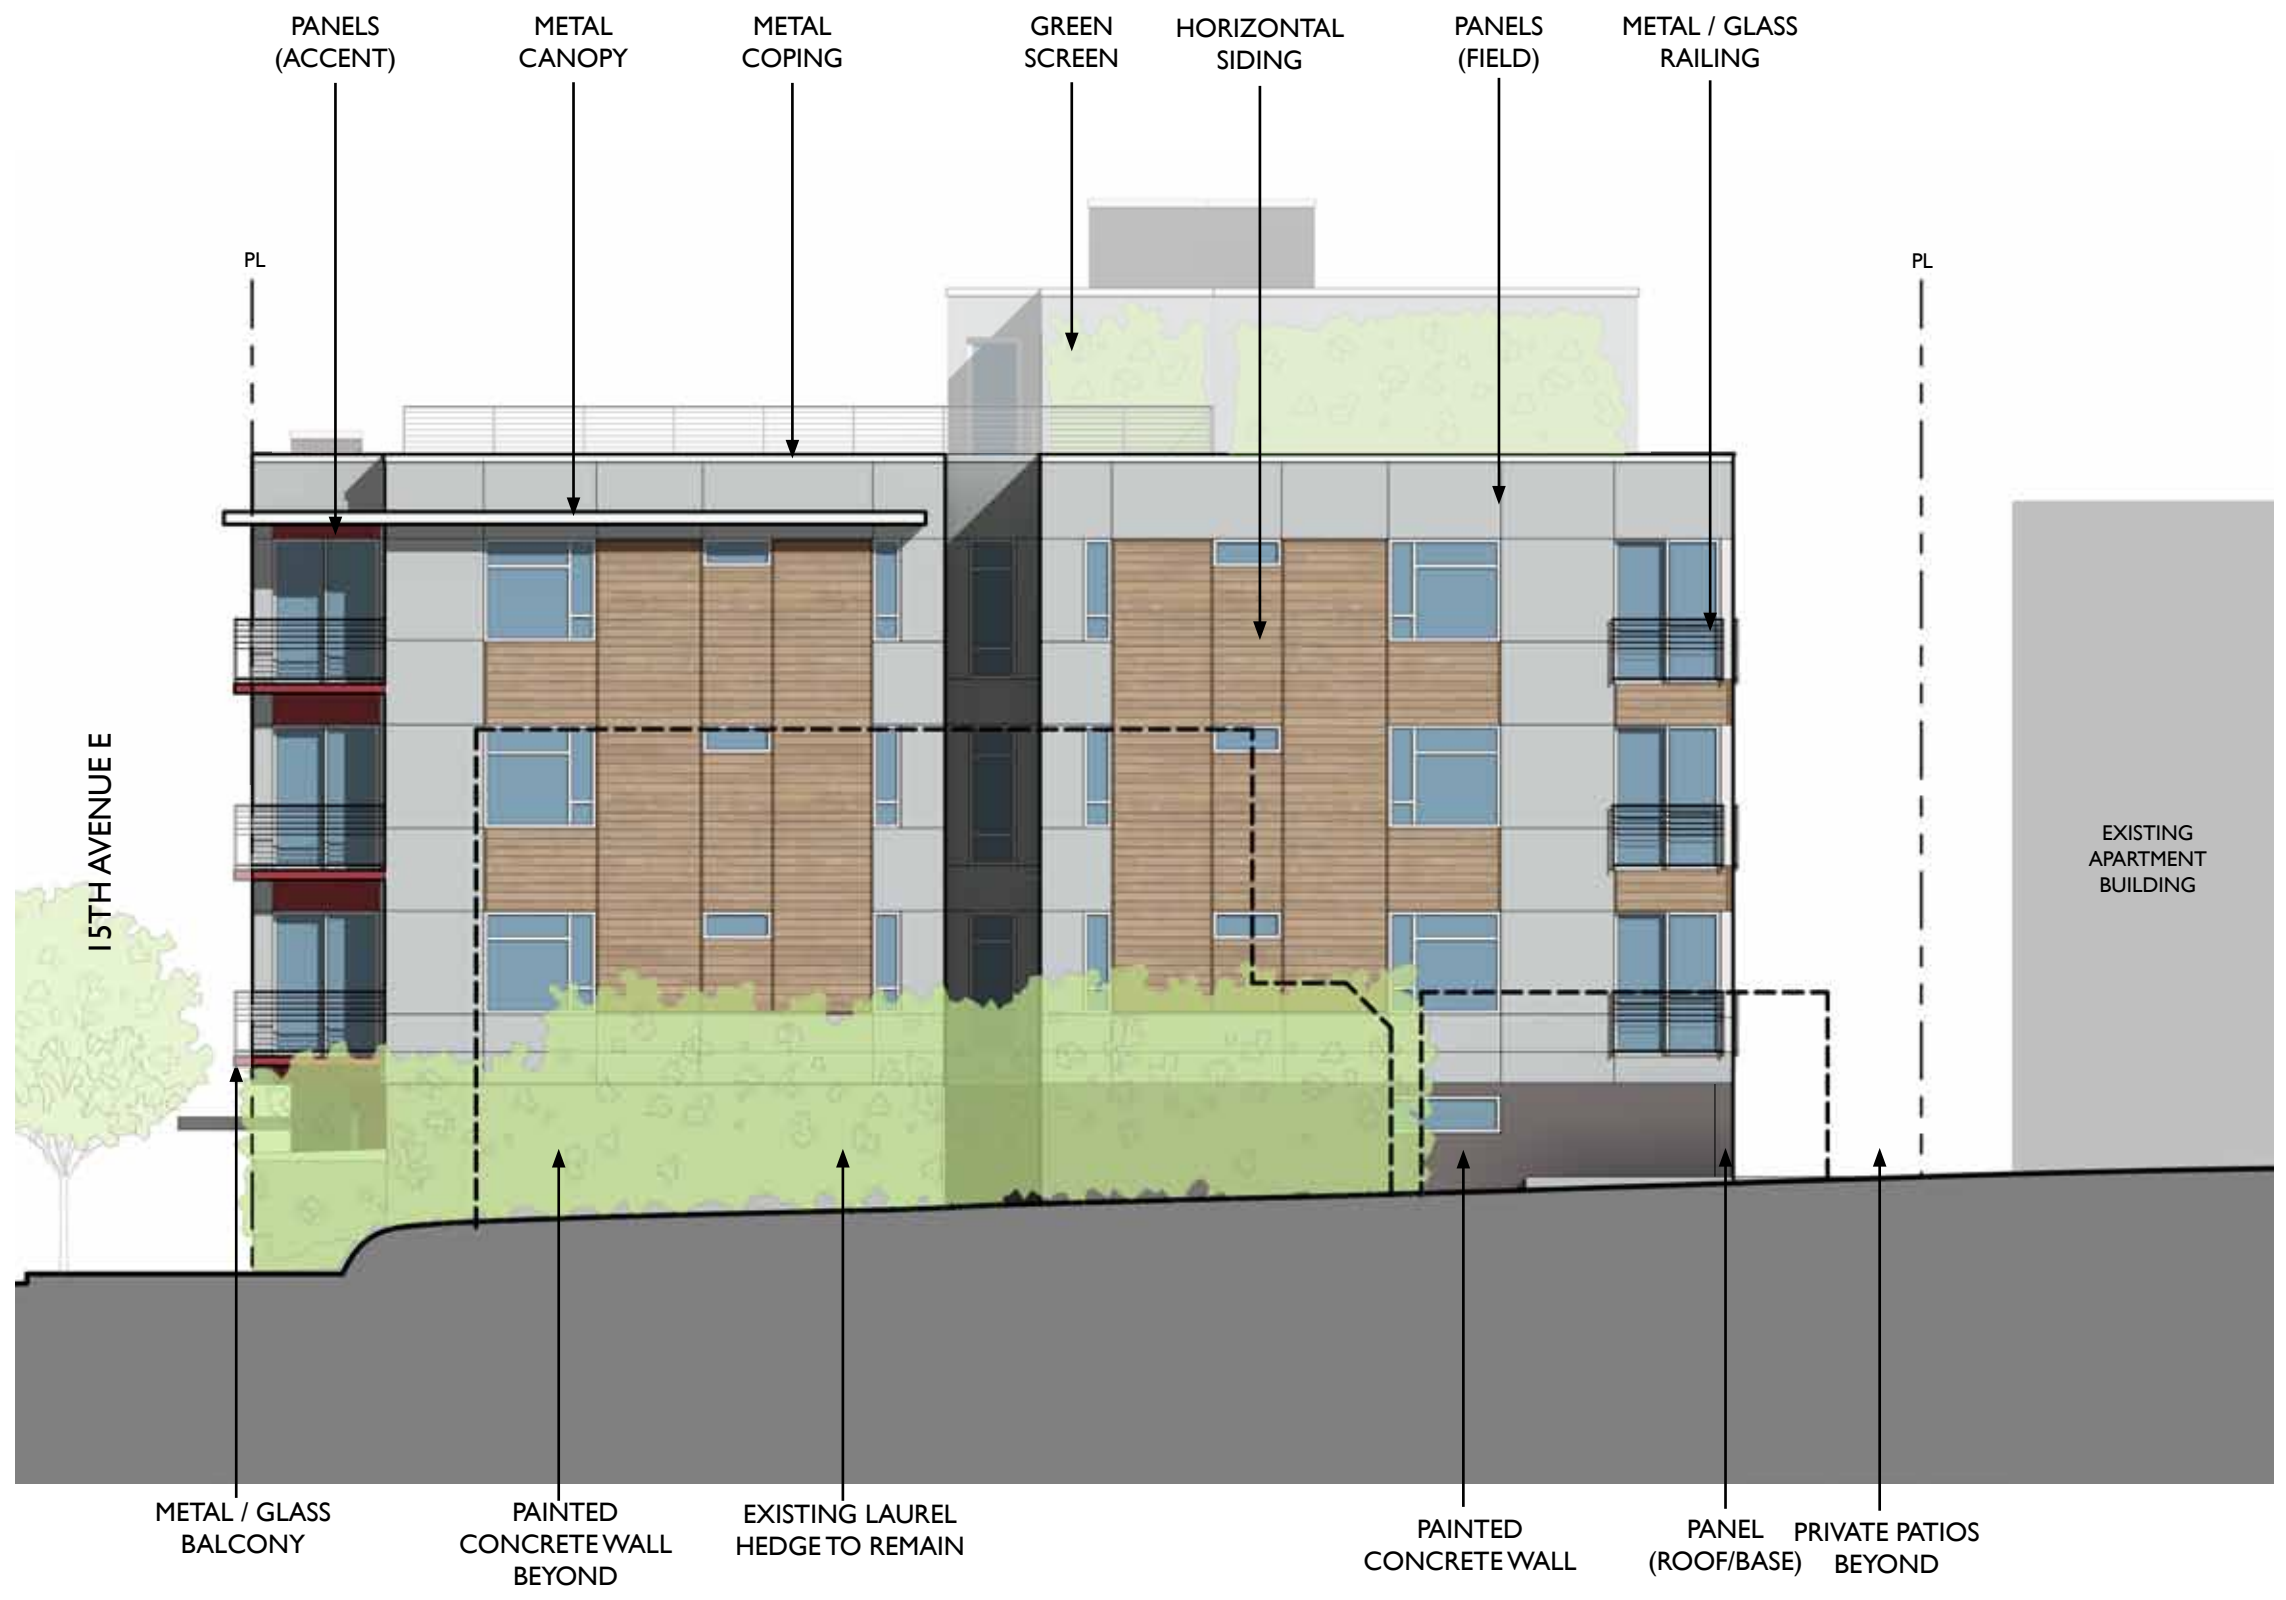 PANELS
(ACCENT)
METAL
CANOPY
METAL
COPING
GREEN
SCREEN
HORIZONTAL
SIDING
PANELS
(FIELD)
METAL / GLASS
RAILING
PL
PL
15TH AVENUE E
EXISTING
APARTMENT
BUILDING
METAL / GLASS
BALCONY
PAINTED
CONCRETE WALL
BEYOND
EXISTING LAUREL
HEDGE TO REMAIN
PAINTED
CONCRETE WALL
PANEL
(ROOF/BASE)
PRIVATE PATIOS
BEYOND